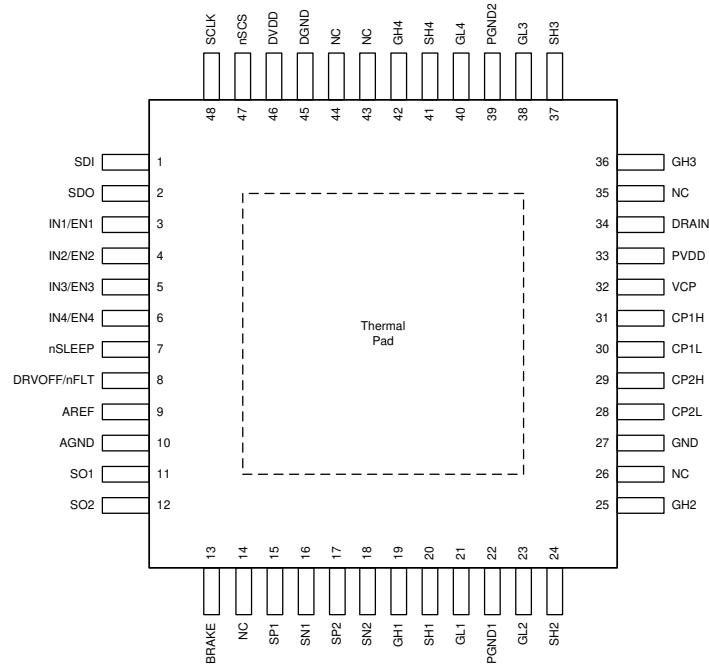 SCLK
nSCS
DVDD
DGND
NC
NC
GH4
SH4
GL4
PGND2
GL3
SH3
48
47
46
45
44
43
42
41
40
39
38
37
SDI 1
SDO 2
IN1/EN1 3
IN2/EN2 4
IN3/EN3 5
IN4/EN4 6
nSLEEP 7
DRVOFF/nFLT 8
AREF 9
AGND 10
SO1 11
SO2 12
Thermal
Pad
36 GH3
35 NC
34 DRAIN
33 PVDD
32 VCP
31 CP1H
30 CP1L
29 CP2H
28 CP2L
27 GND
26 NC
25 GH2
13
14
15
16
17
18
19
20
21
22
23
24
BRAKE
NC
SP1
SN1
SP2
SN2
GH1
SH1
GL1
PGND1
GL2
SH2